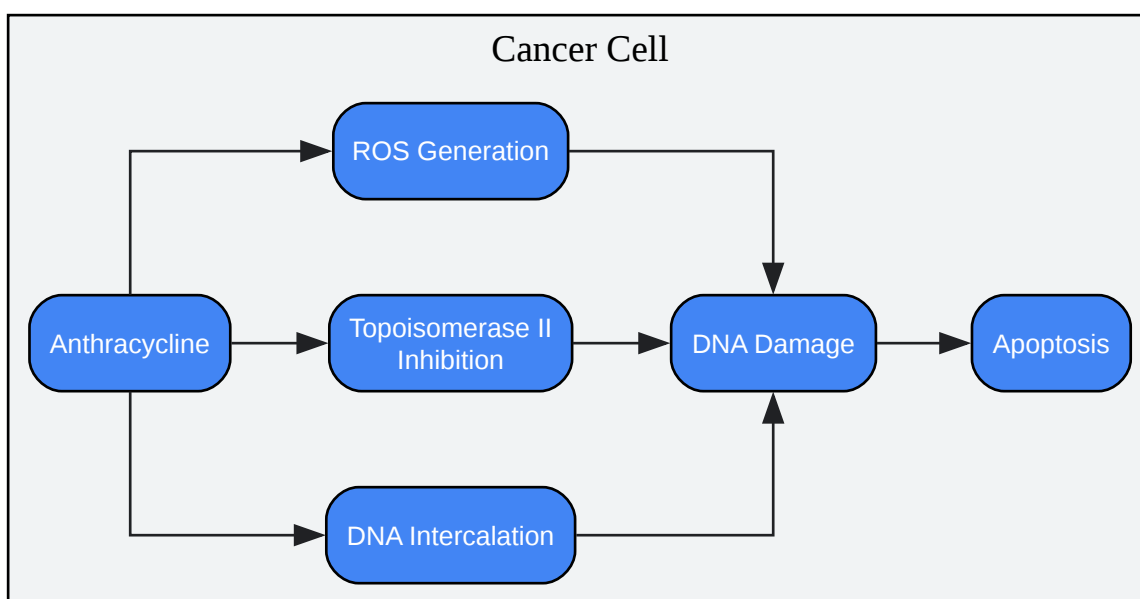 Cancer Cell
ROS Generation
Anthracycline
Topoisomerase II
Inhibition
DNA Damage
Apoptosis
DNA Intercalation